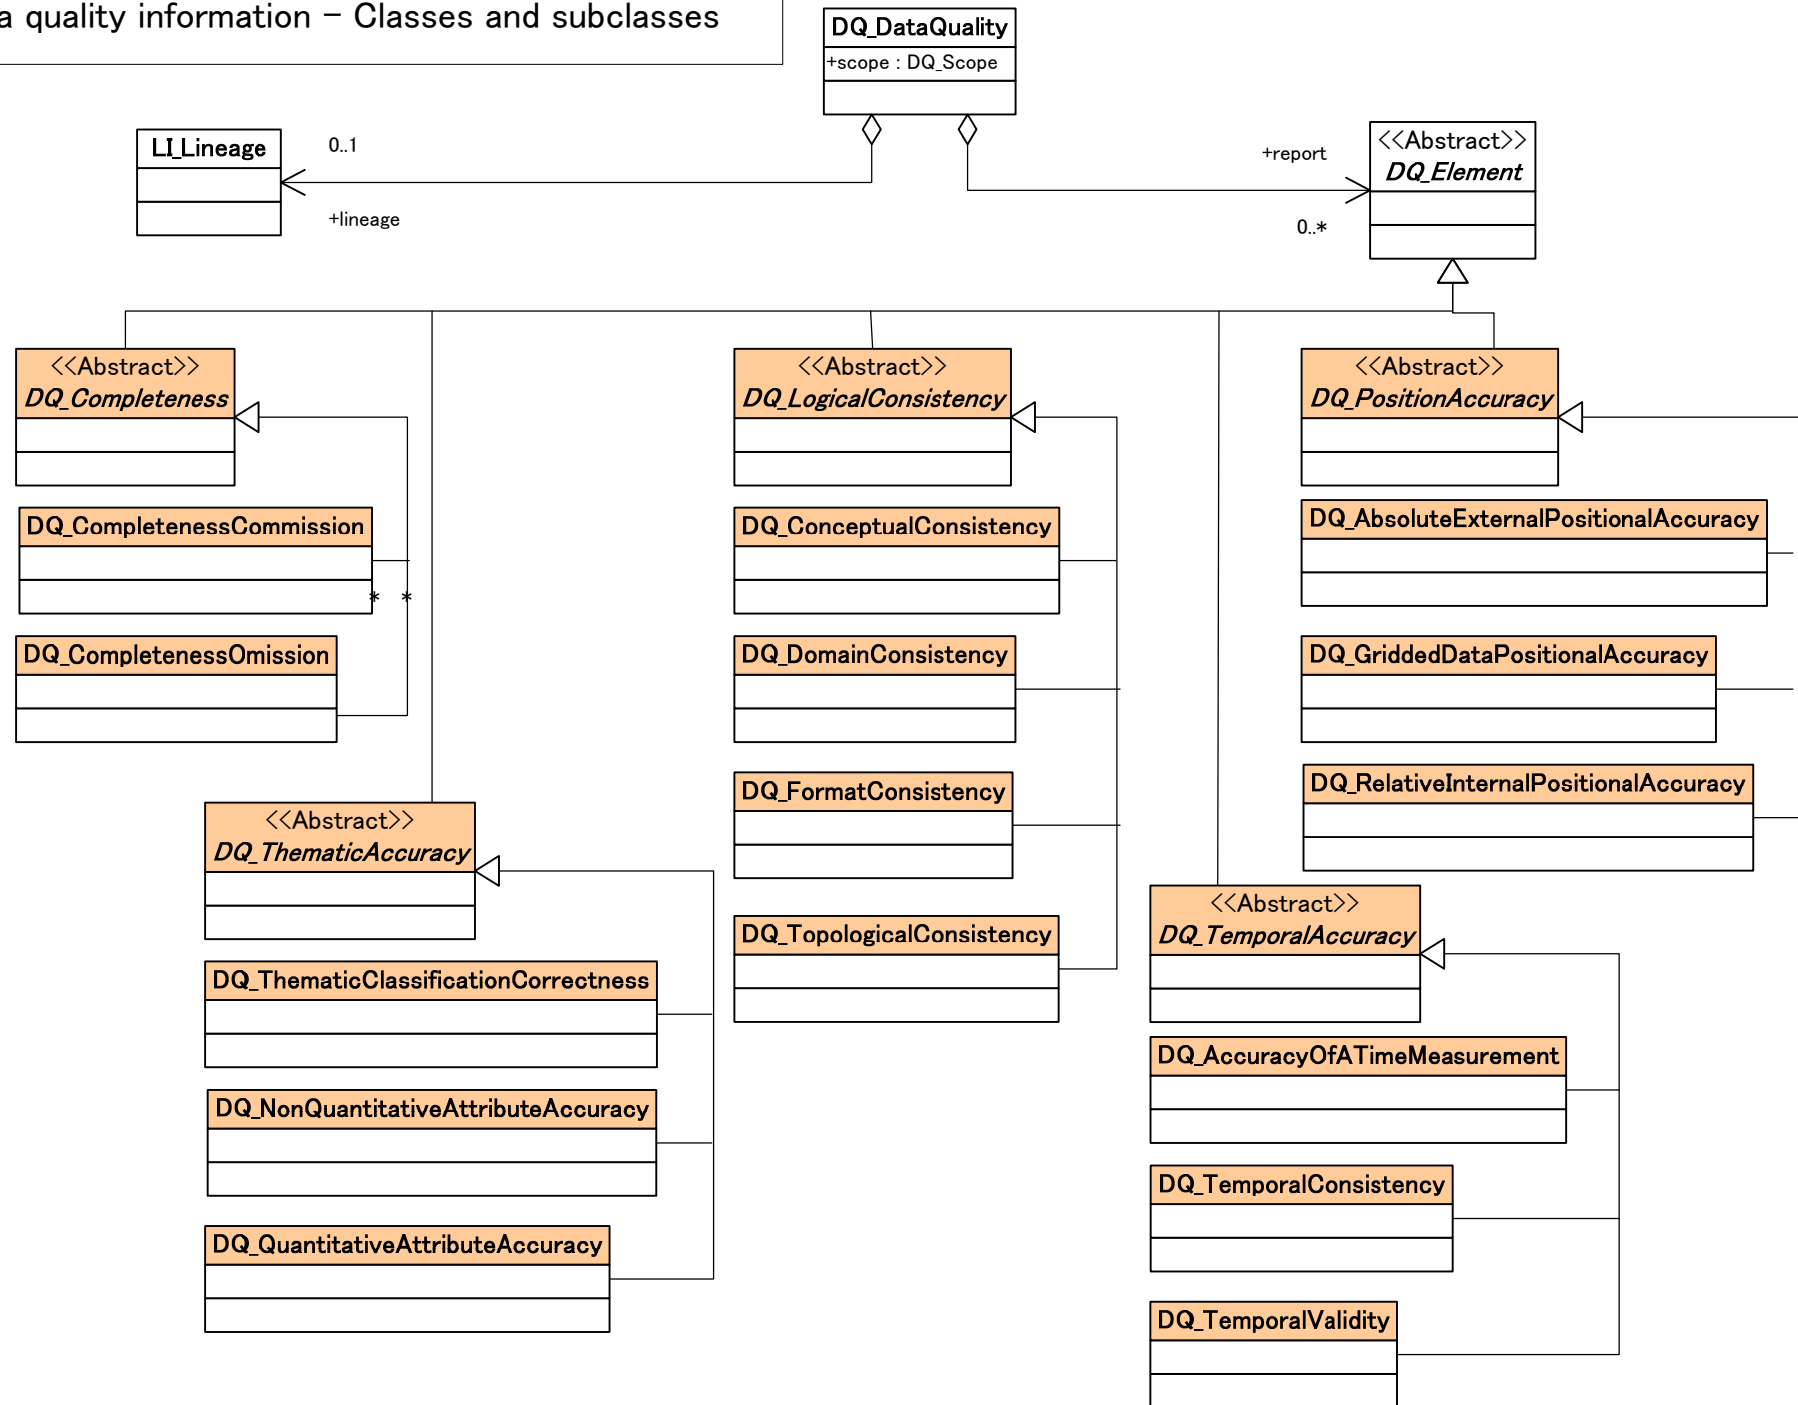 a quality information – Classes and subclasses
DQ_DataQuality
+scope : DQ_Scope
LI_Lineage
0..1
+lineage
+report
0..*
<<Abstract>>
DQ_Element
<<Abstract>>
DQ_Completeness
<<Abstract>>
DQ_LogicalConsistency
<<Abstract>>
DQ_PositionAccuracy
DQ_CompletenessCommission
* *
DQ_CompletenessOmission
DQ_ConceptualConsistency
DQ_DomainConsistency
DQ_FormatConsistency
DQ_TopologicalConsistency
DQ_AbsoluteExternalPositionalAccuracy
DQ_GriddedDataPositionalAccuracy
DQ_RelativeInternalPositionalAccuracy
<<Abstract>>
DQ_ThematicAccuracy
DQ_ThematicClassificationCorrectness
DQ_NonQuantitativeAttributeAccuracy
DQ_QuantitativeAttributeAccuracy
<<Abstract>>
DQ_TemporalAccuracy
DQ_AccuracyOfATimeMeasurement
DQ_TemporalConsistency
DQ_TemporalValidity